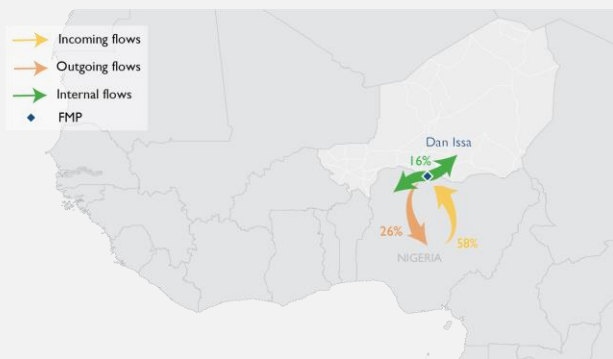 Incoming flows
Outgoing flows
Internal flows
FMP
Dan Issa
16%
26%
58%
NIGERIA